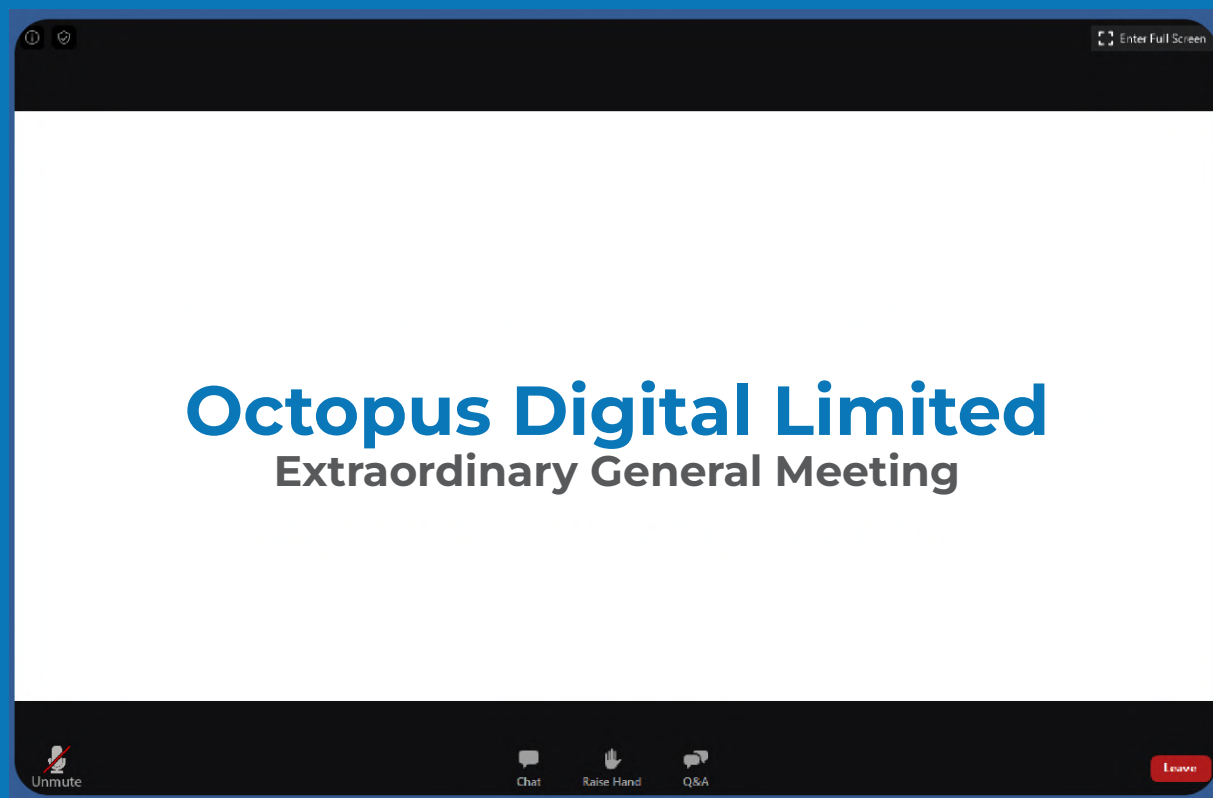 Enter Full Screen
Octopus Digital Limited
Extraordinary General Meeting
Unmute
Chat
Raise Hand
Q&A
Leave